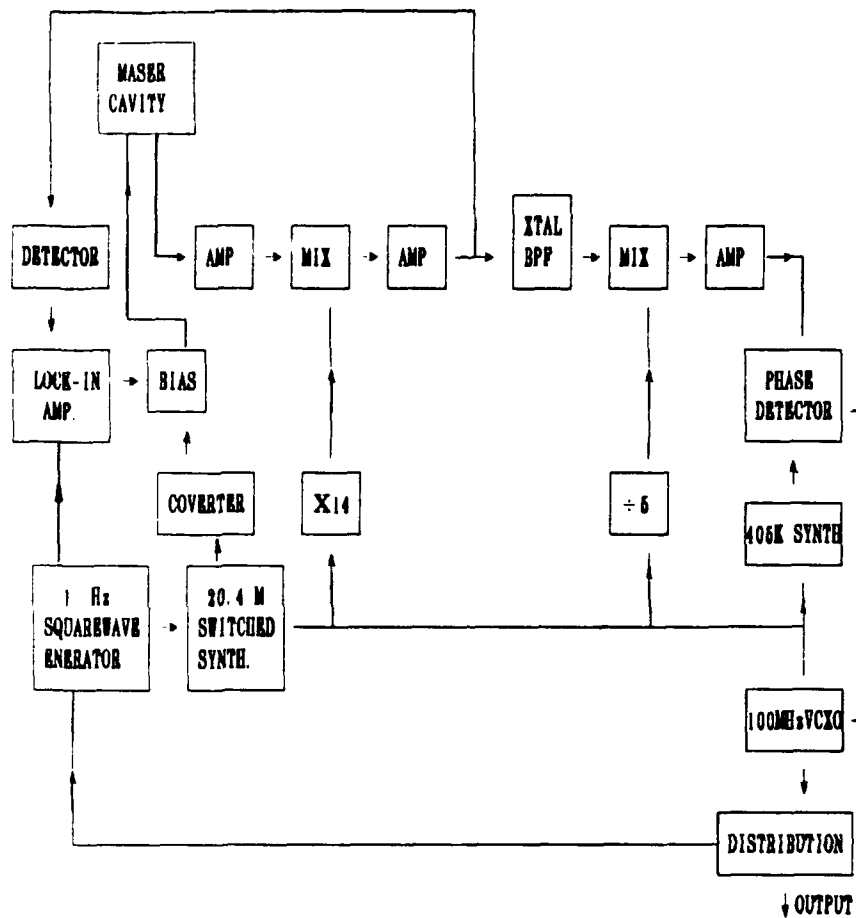 MASER
CAVITY
XTAL
BPF
DETECTOR
AMP
MIX
AMP
MIX
AMP
LOCK-IN
AMP.
BIAS
PHASE
DETECTOR
COVERTER
X14
÷5
405K SYNTH
1 Hz
SQUAREWAVE
ENERATOR
20.4 M
SWITCHED
SYNTH.
100MHzVCXO
DISTRIBUTION
OUTPUT